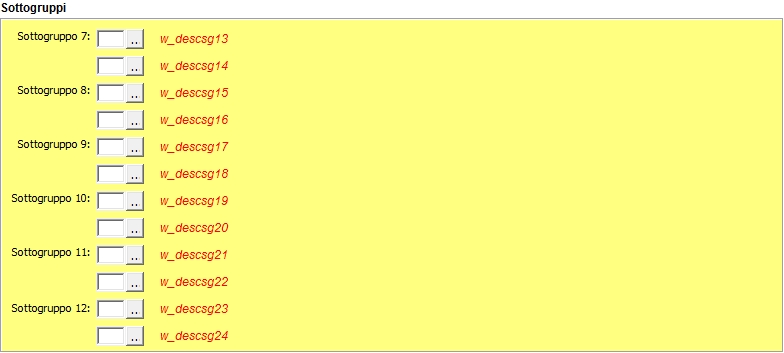 Sottogruppi
Sottogruppo 7: .. w_descsg13
.. w_descsg14
Sottogruppo 8: .. w_descsg15
.. w_descsg16
Sottogruppo 9: .. w_descsg17
.. w_descsg18
Sottogruppo 10: .. w_descsg19
.. w_descsg20
Sottogruppo 11: .. w_descsg21
.. w_descsg22
Sottogruppo 12: .. w_descsg23
.. w_descsg24